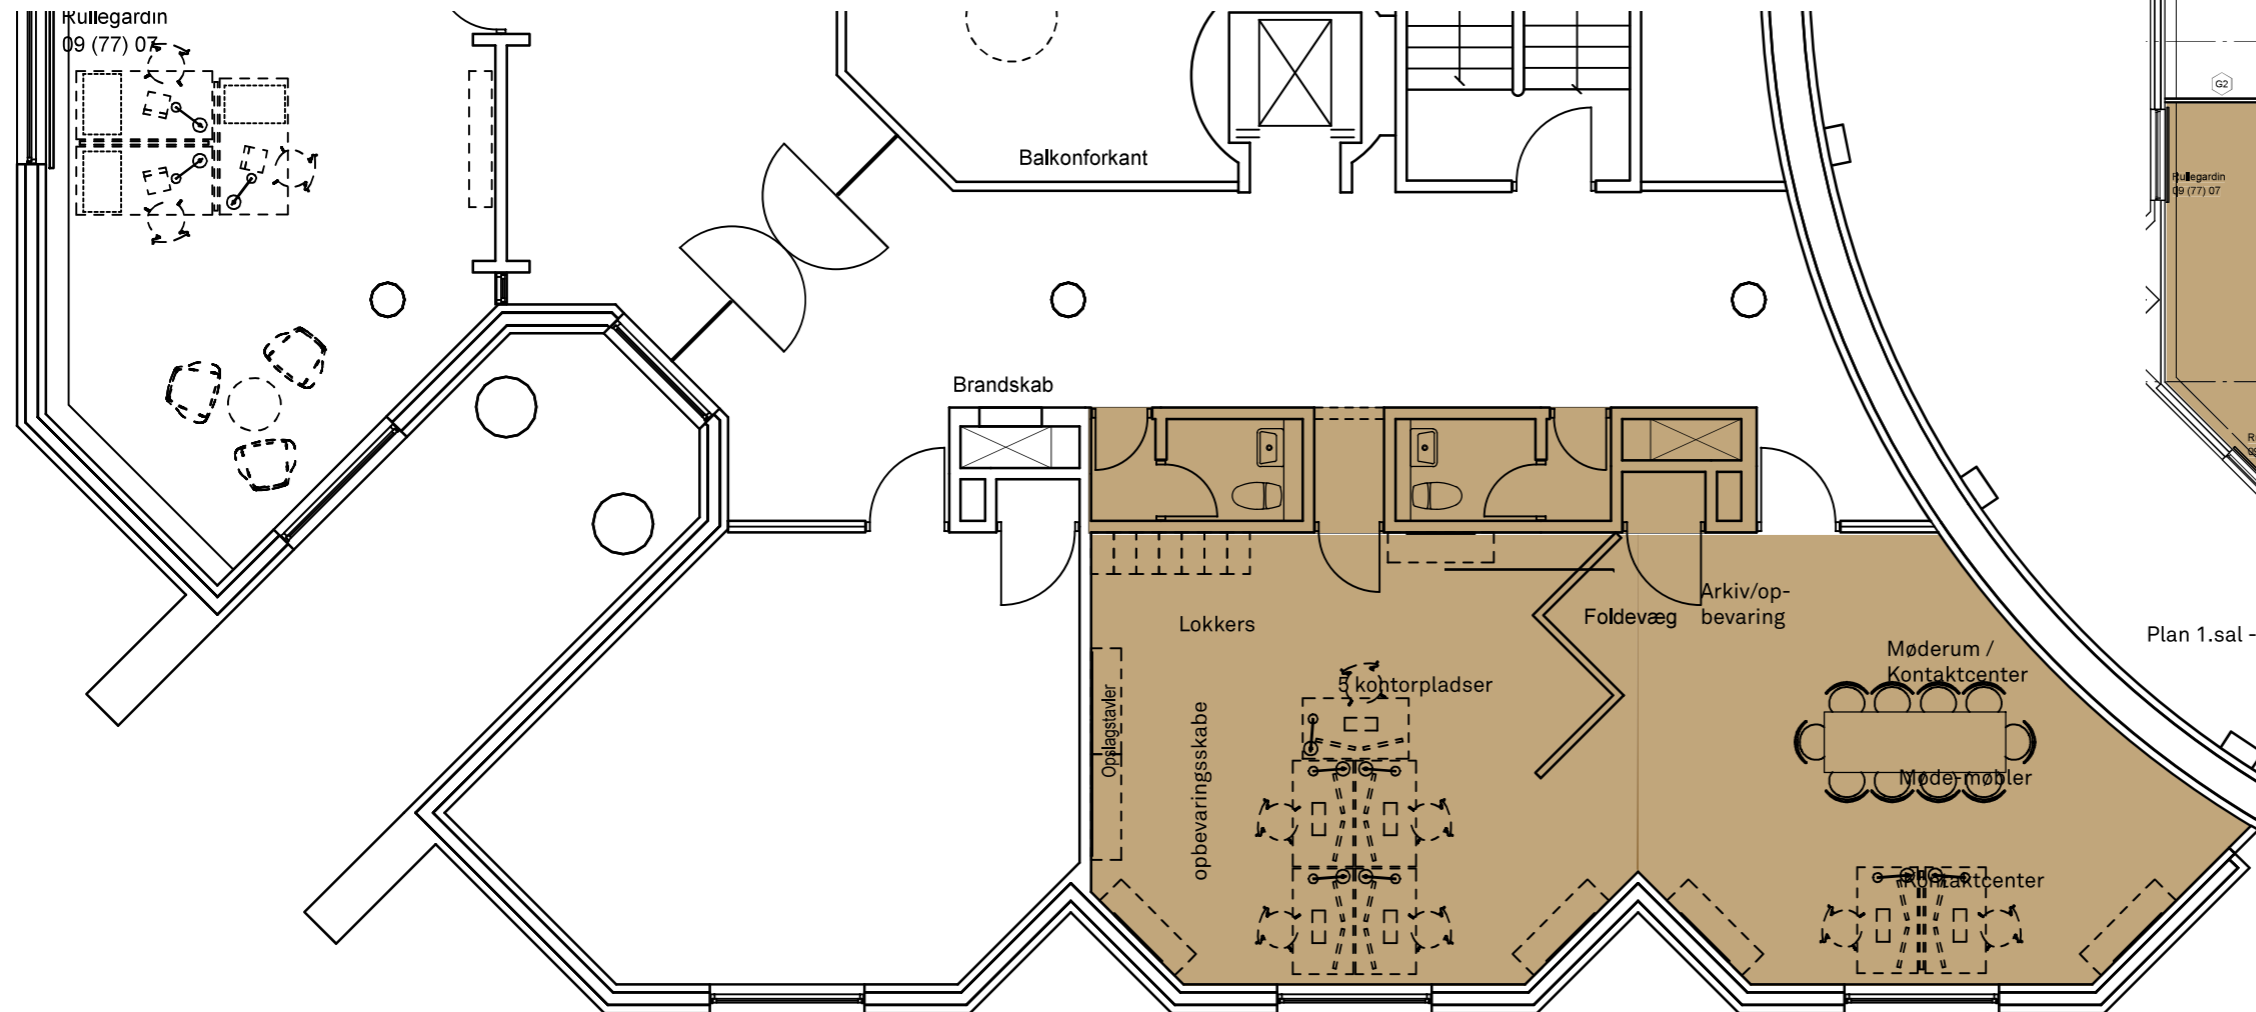 Rullegardin
09 (77) 07
Balkonforkant
G2
Rullegardin
09 (77) 07
Brandskab
Arkiv/op-
bevaring
Foldevæg
Lokkers
Plan 1.sal -
Møderum /
Kontaktcenter
5 kontorpladser
Opslagstavler
opbevaringsskabe
Møde-møbler
Kontaktcenter